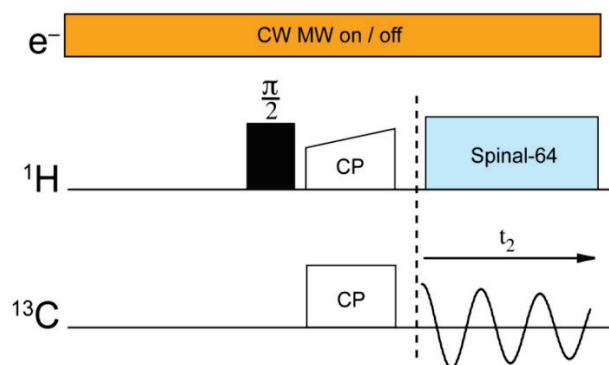 e⁻
CW MW on / off
π
2
¹H
CP
Spinal-64
t₂
¹³C
CP